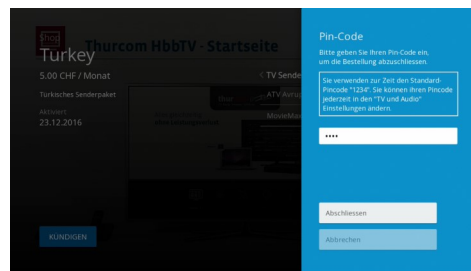 Shop
Thurcom HbbTV - Startseite
Turkey
5.00 CHF / Monat
Türkisches Senderpaket
Aktiviert
23.12.2016
< TV Sende
ATV Avrup
MovieMax
KÜNDIGEN
Pin-Code
Bitte geben Sie Ihren Pin-Code ein,
um die Bestellung abzuschliessen.
Sie verwenden zur Zeit den Standard-
Pincode "1234". Sie können ihren Pincode
jederzeit in den "TV und Audio"
Einstellungen ändern.
••••
Abschliessen
Abbrechen